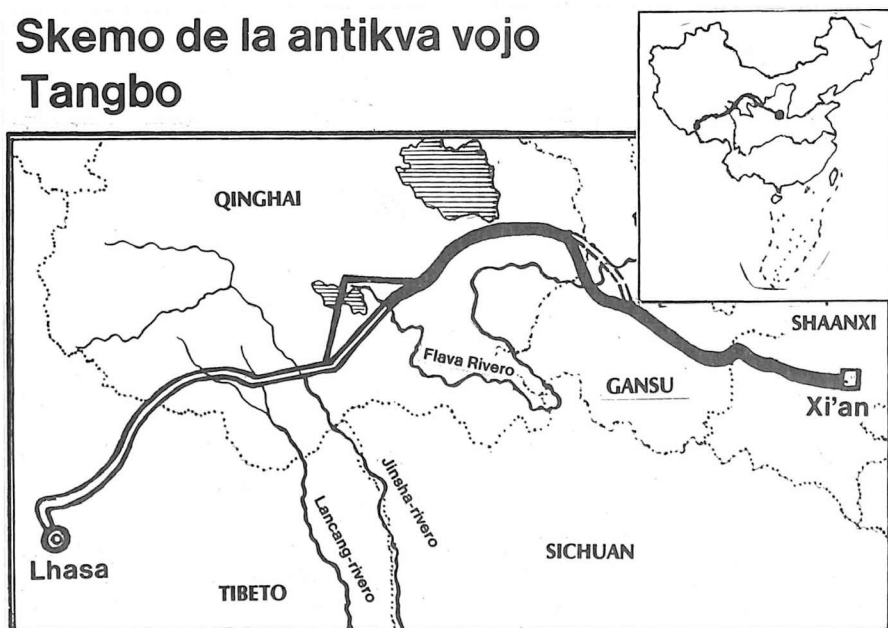 Skemo de la antikva vojo
Tangbo
QINGHAI
SHAANXI
Flava Rivero
GANSU
Xi'an
Jinsha-rivero
Lancang-rivero
SICHUAN
Lhasa
TIBETO